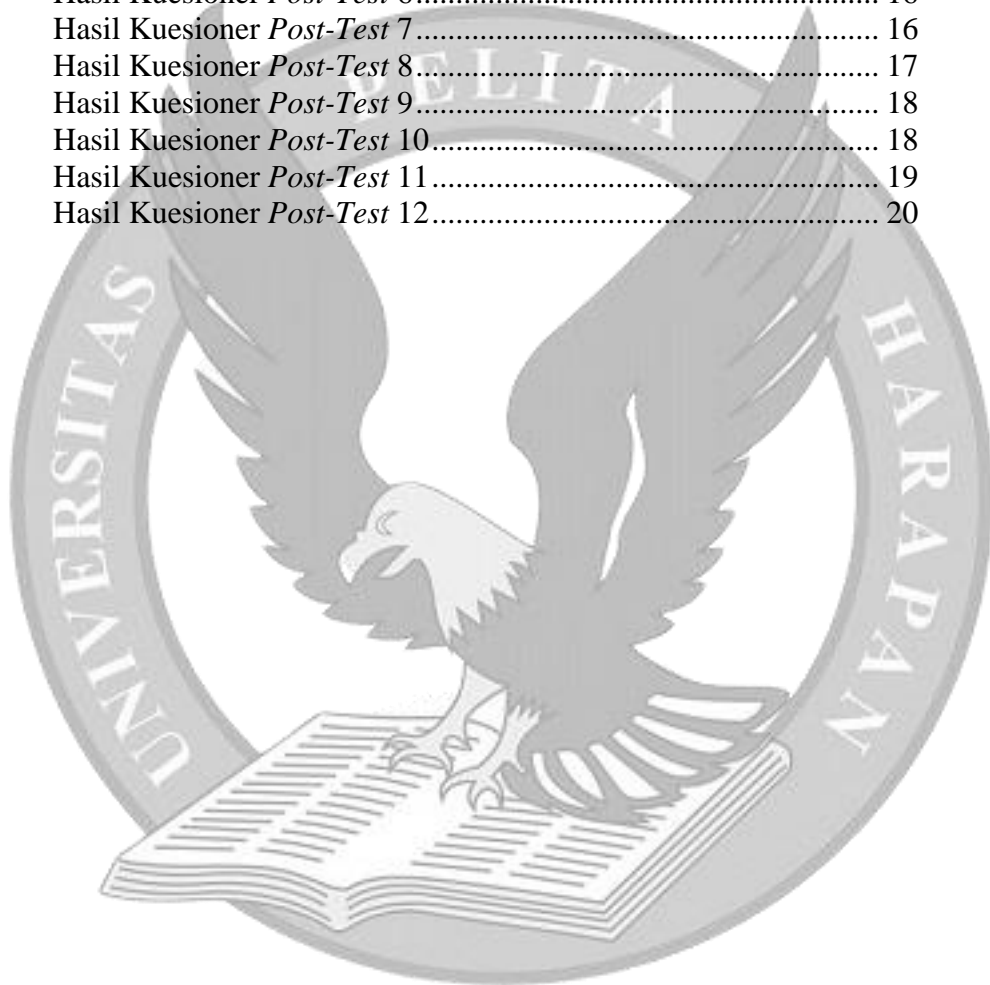 Hasil Kuesioner Post-Test 7.......................................................................... 16
Hasil Kuesioner Post-Test 8.......................................................................... 17
Hasil Kuesioner Post-Test 9.......................................................................... 18
Hasil Kuesioner Post-Test 10........................................................................ 18
Hasil Kuesioner Post-Test 11........................................................................ 19
Hasil Kuesioner Post-Test 12........................................................................ 20
UNIVERSITAS PELITA HARAPAN